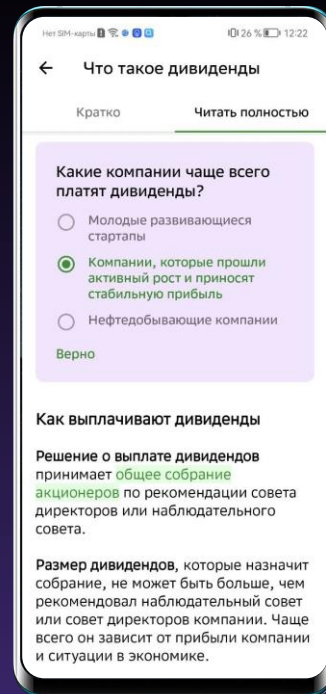 Нет SIM-карты 26 % 12:22
Что такое дивиденды
Кратко Читать полностью
Какие компании чаще всего
платят дивиденды?
Молодые развивающиеся
стартапы
Компании, которые прошли
активный рост и приносят
стабильную прибыль
Нефтедобывающие компании
Верно
Как выплачивают дивиденды
Решение о выплате дивидендов
принимает общее собрание
акционеров по рекомендации совета
директоров или наблюдательного
совета.
Размер дивидендов, которые назначит
собрание, не может быть больше, чем
рекомендовал наблюдательный совет
или совет директоров компании. Чаще
всего он зависит от прибыли компании
и ситуации в экономике.